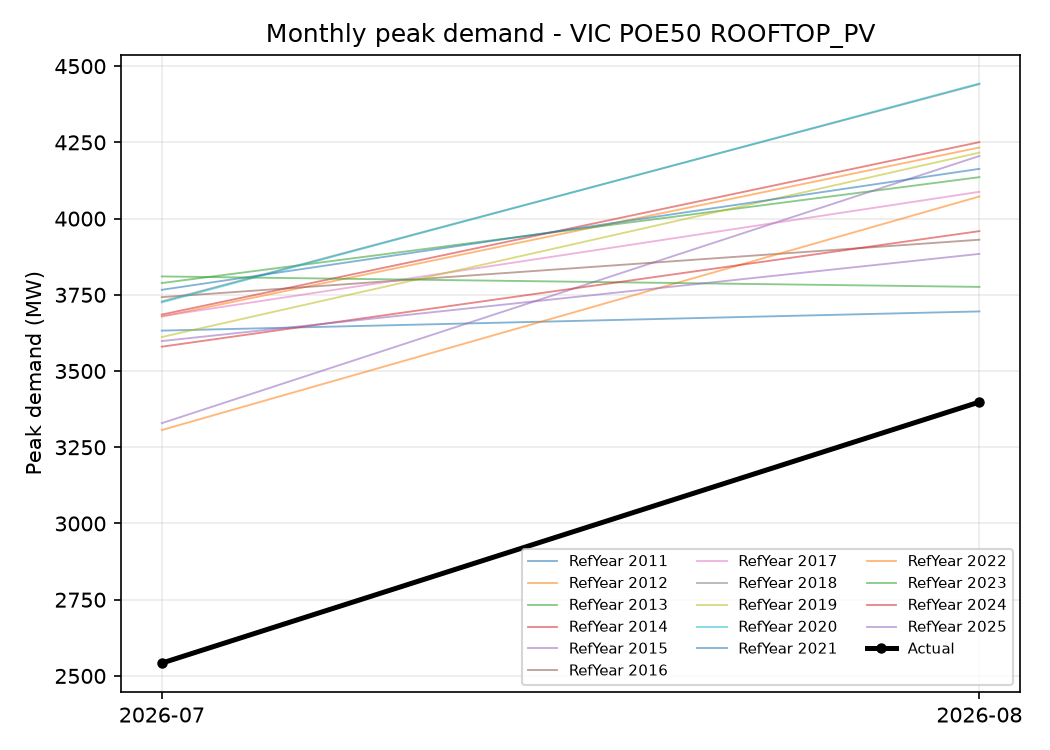 Monthly peak demand - VIC POE50 ROOFTOP_PV
Peak demand (MW)
4500
4250
4000
3750
3500
3250
3000
2750
2500
2026-07
2026-08
RefYear 2011
RefYear 2012
RefYear 2013
RefYear 2014
RefYear 2015
RefYear 2016
RefYear 2017
RefYear 2018
RefYear 2019
RefYear 2020
RefYear 2021
RefYear 2022
RefYear 2023
RefYear 2024
RefYear 2025
Actual